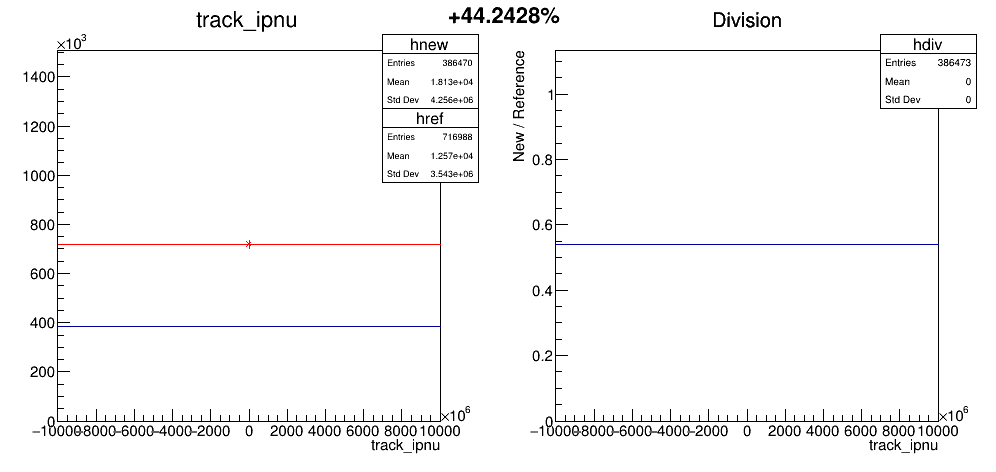 +44.2428%
track_ipnu
×10³
hnew
Entries 386470
Mean 1.813e+04
Std Dev 4.256e+06
href
Entries 716988
Mean 1.257e+04
Std Dev 3.543e+06
1400
1200
1000
800
600
400
200
0
−10000 −8000 −6000 −4000 −2000 0 2000 4000 6000 8000 10000
×10⁶
track_ipnu
Division
hdiv
Entries 386473
Mean 0
Std Dev 0
New / Reference
1
0.8
0.6
0.4
0.2
0
−10000 −8000 −6000 −4000 −2000 0 2000 4000 6000 8000 10000
×10⁶
track_ipnu